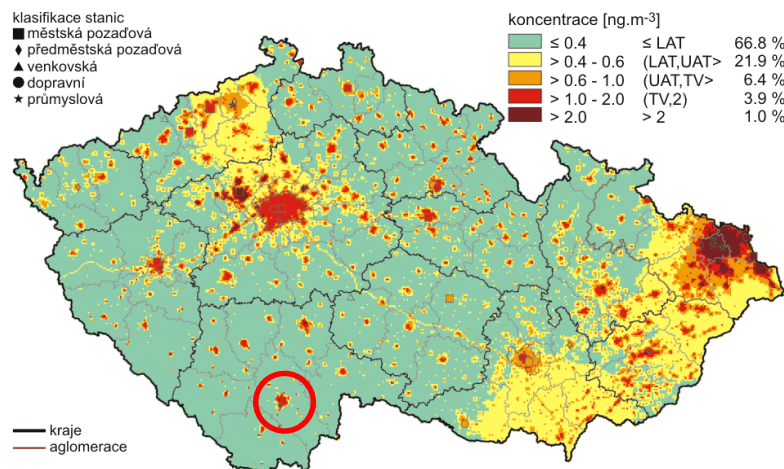 klasifikace stanic
městská pozaďová
předměstská pozaďová
venkovská
dopravní
průmyslová
koncentrace [ng.m-3]
≤ 0.4 ≤ LAT 66.8 %
> 0.4 - 0.6 (LAT,UAT> 21.9 %
> 0.6 - 1.0 (UAT,TV> 6.4 %
> 1.0 - 2.0 (TV,2) 3.9 %
> 2.0 > 2 1.0 %
kraje
aglomerace